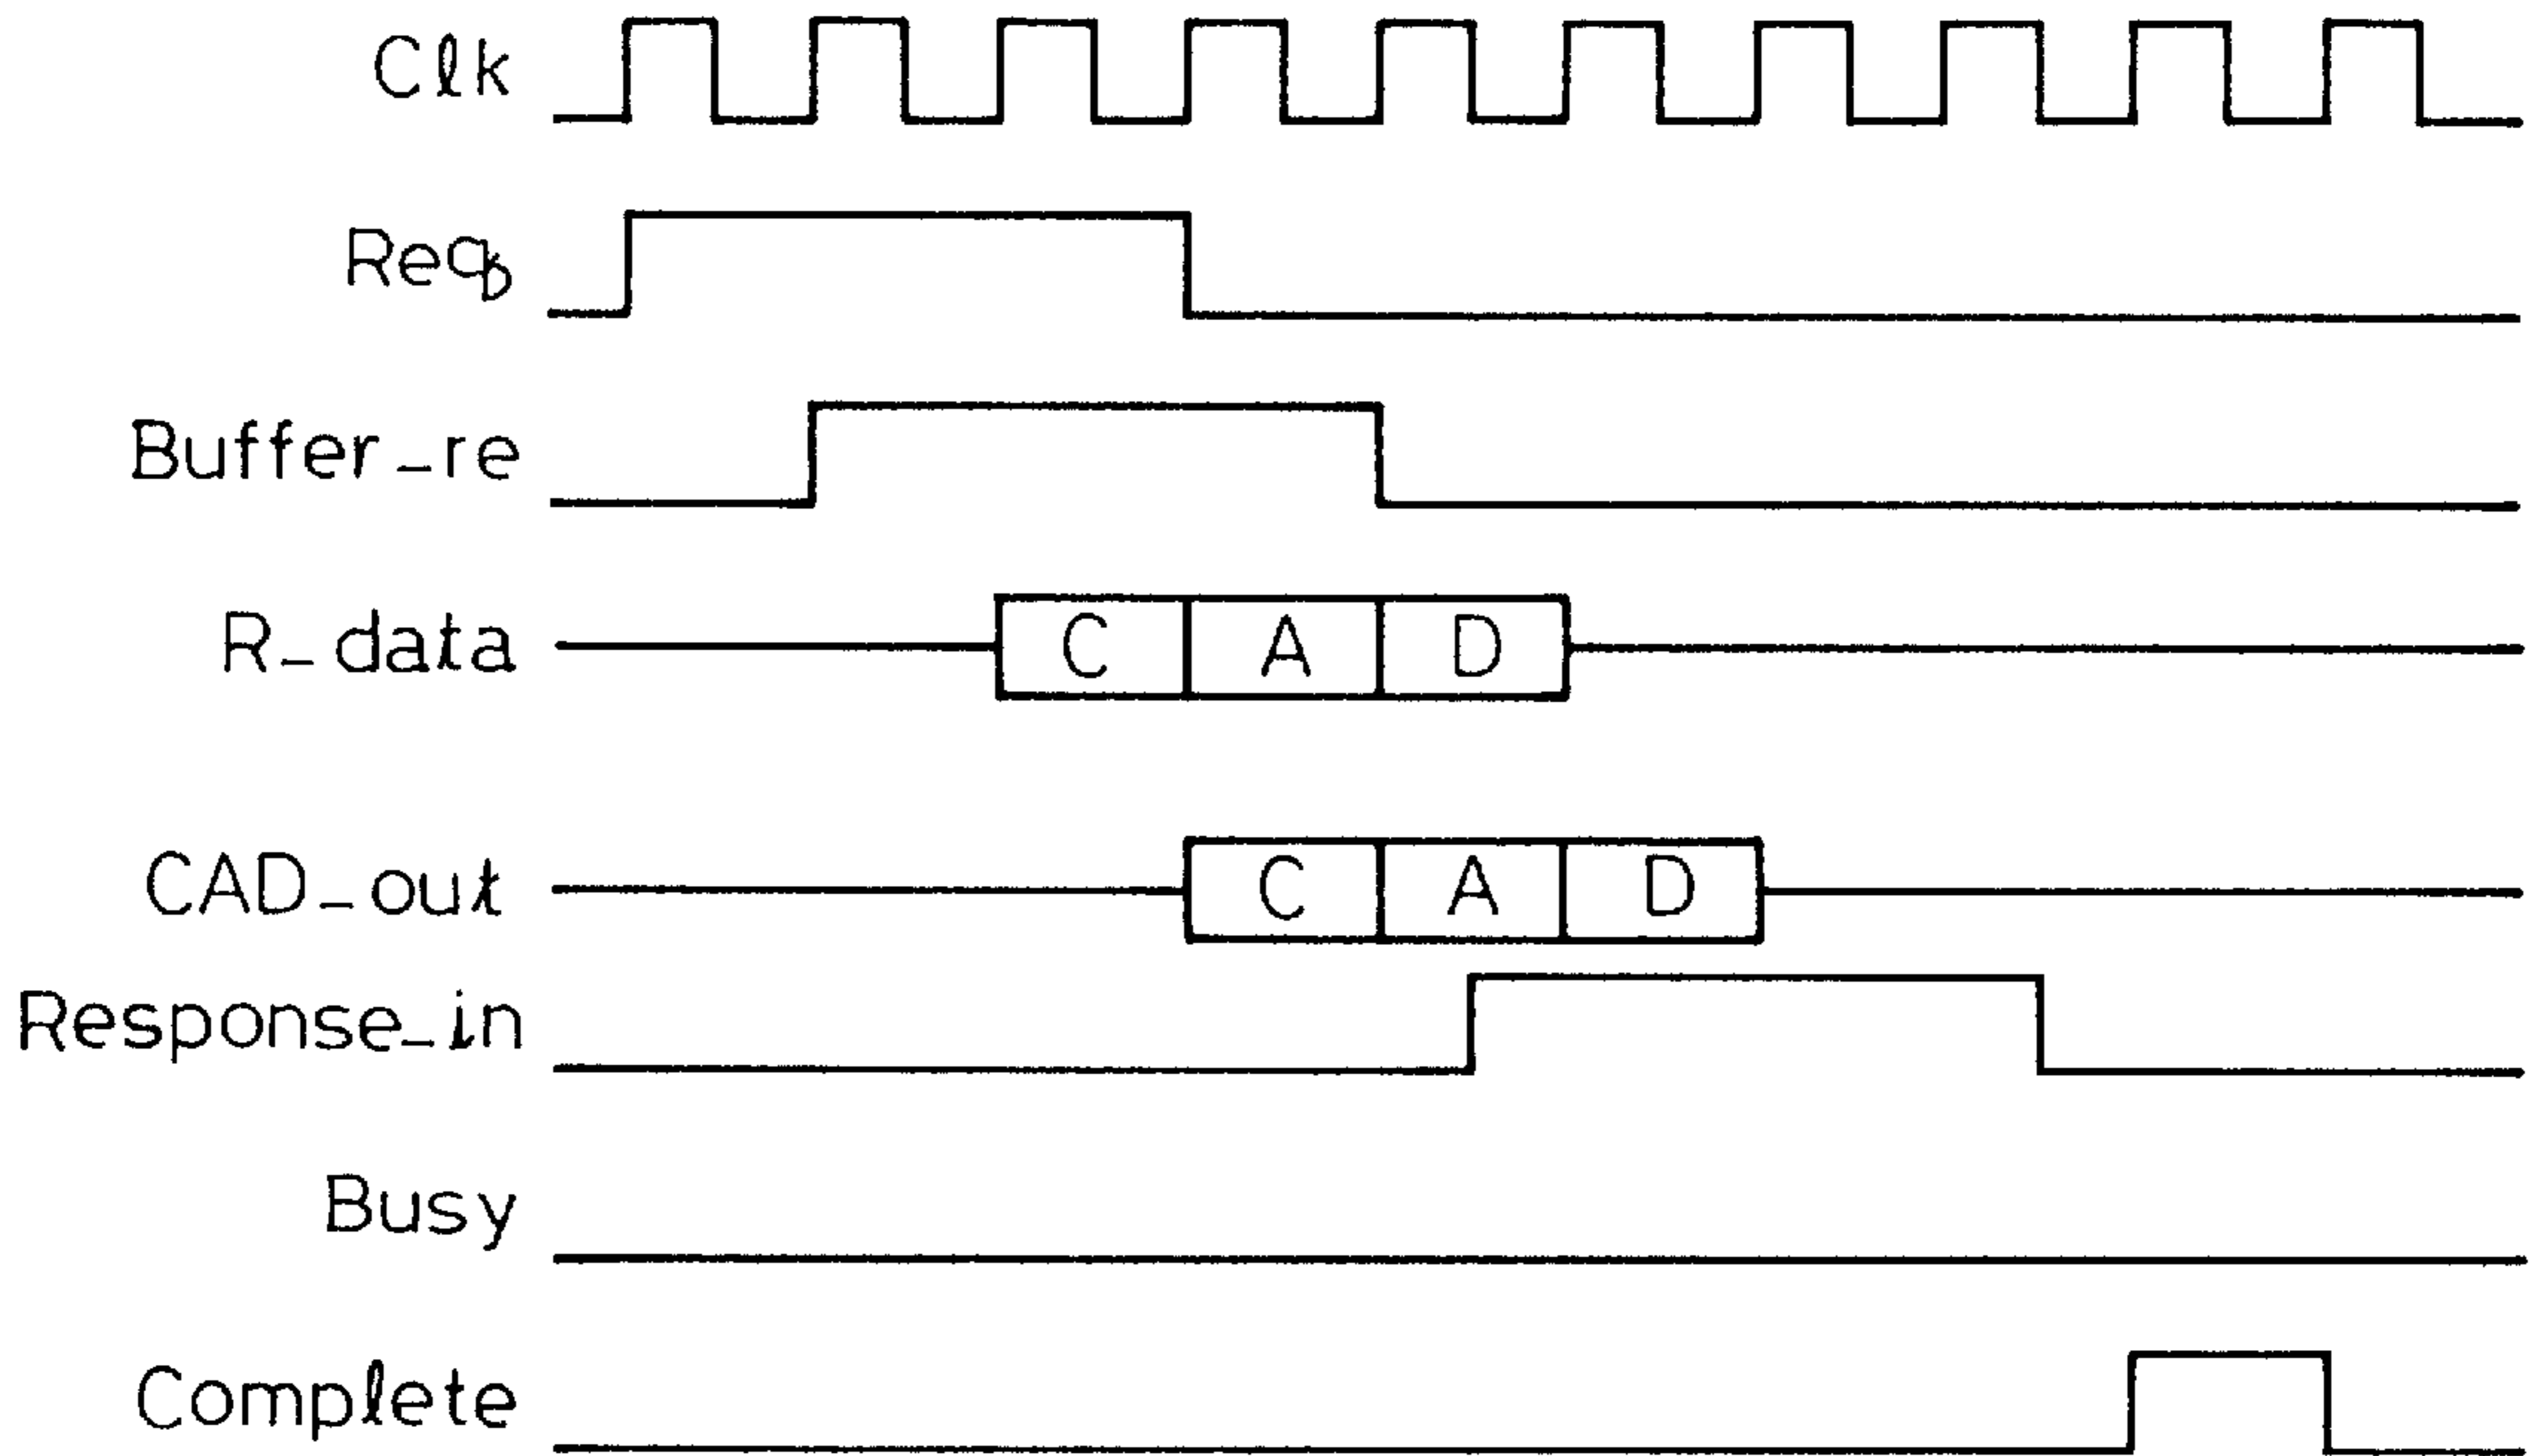 Clk
Req
Buffer_re
R_data
C A D
CAD_out
C A D
Response_in
Busy
Complete